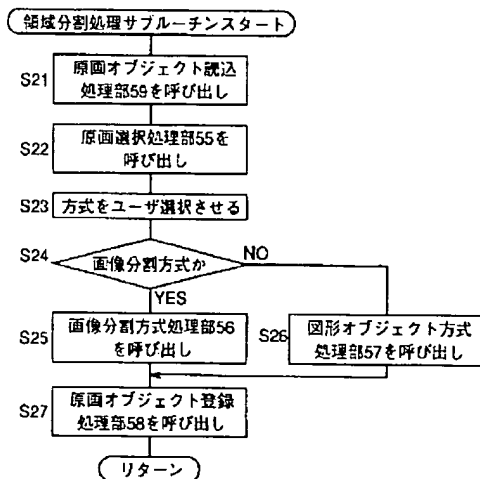 領域分割処理サブルーチンスタート
S21
原画オブジェクト読込
処理部59を呼び出し
S22
原画選択処理部55を
呼び出し
S23
方式をユーザ選択させる
S24
画像分割方式か
NO
YES
S25
画像分割方式処理部56
を呼び出し
S26
図形オブジェクト方式
処理部57を呼び出し
S27
原画オブジェクト登録
処理部58を呼び出し
リターン